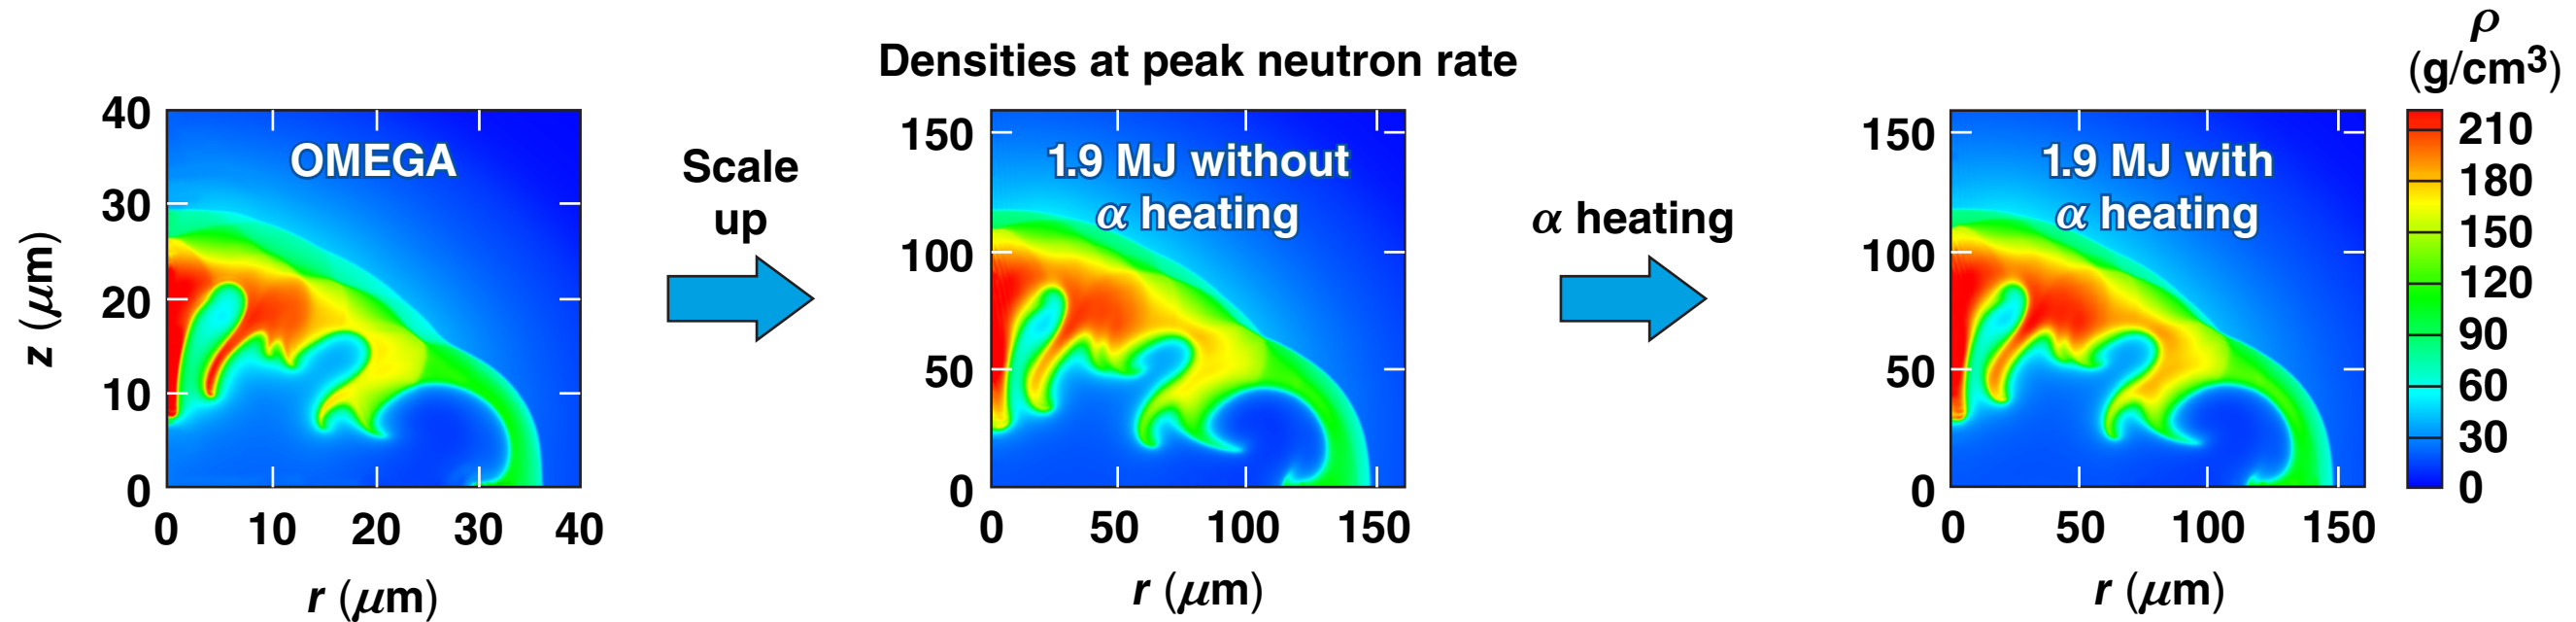 Densities at peak neutron rate
OMEGA
z (μm)
40
30
20
10
0
0 10 20 30 40
r (μm)
Scale
up
1.9 MJ without
α heating
150
100
50
0
0 50 100 150
r (μm)
α heating
1.9 MJ with
α heating
150
100
50
0
0 50 100 150
r (μm)
ρ
(g/cm³)
210
180
150
120
90
60
30
0